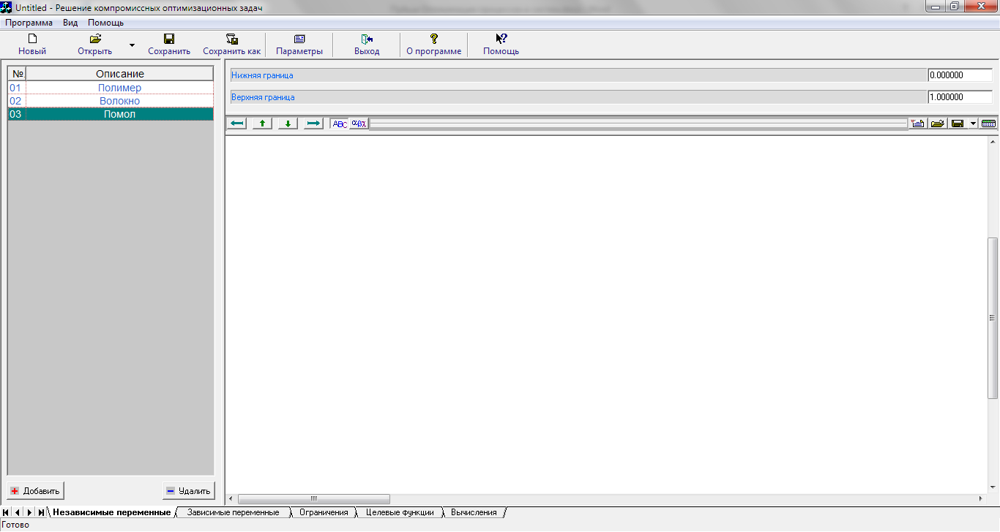 Untitled - Решение компромиссных оптимизационных задач
Программа Вид Помощь
Новый Открыть Сохранить Сохранить как Параметры Выход О программе Помощь
№ Описание
01 Полимер
02 Волокно
03 Помол
Нижняя граница 0.000000
Верхняя граница 1.000000
ABC αβχ
Добавить Удалить
Независимые переменные Зависимые переменные Ограничения Целевые функции Вычисления
Готово